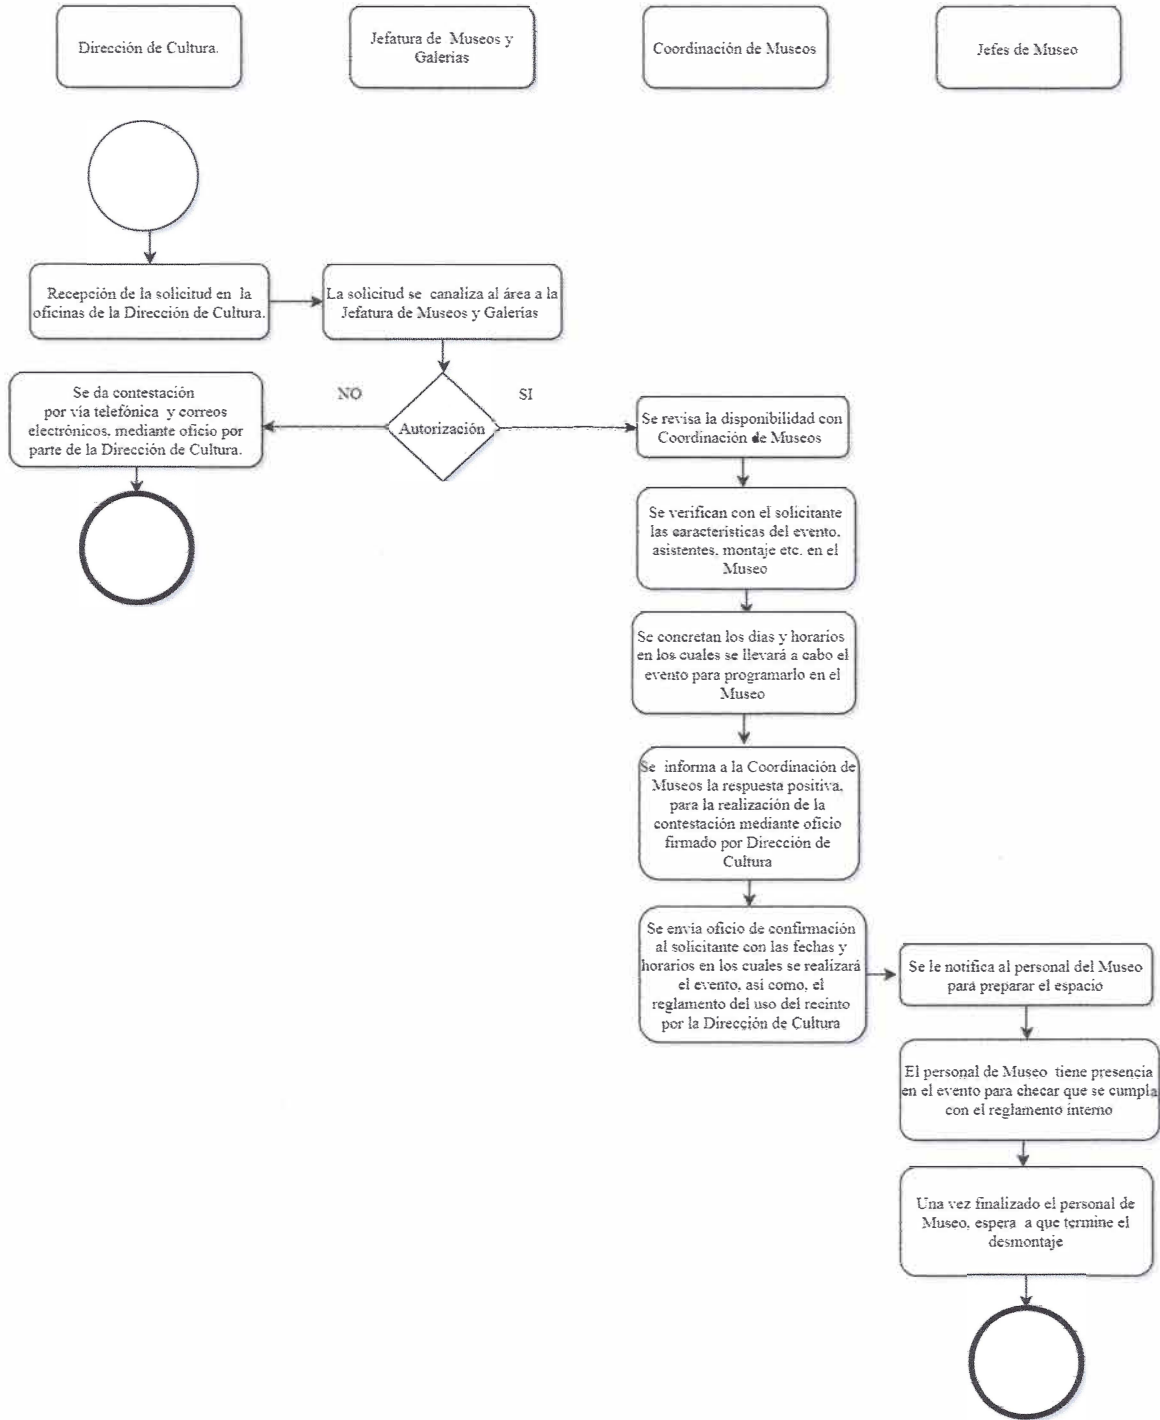 Dirección de Cultura.
Jefatura de Museos y
Galerías
Coordinación de Museos
Jefes de Museo
Recepción de la solicitud en la
oficinas de la Dirección de Cultura.
La solicitud se canaliza al área a la
Jefatura de Museos y Galerías
Se da contestación
por vía telefónica y correos
electrónicos, mediante oficio por
parte de la Dirección de Cultura.
NO
Autorización
SI
Se revisa la disponibilidad con
Coordinación de Museos
Se verifican con el solicitante
las características del evento,
asistentes, montaje etc. en el
Museo
Se concretan los dias y horarios
en los cuales se llevará a cabo el
evento para programarlo en el
Museo
Se informa a la Coordinación de
Museos la respuesta positiva,
para la realización de la
contestación mediante oficio
firmado por Dirección de
Cultura
Se envía oficio de confirmación
al solicitante con las fechas y
horarios en los cuales se realizará
el evento, asi como, el
reglamento del uso del recinto
por la Dirección de Cultura
Se le notifica al personal del Museo
para preparar el espacio
El personal de Museo tiene presencia
en el evento para checar que se cumpla
con el reglamento interno
Una vez finalizado el personal de
Museo, espera a que termine el
desmontaje